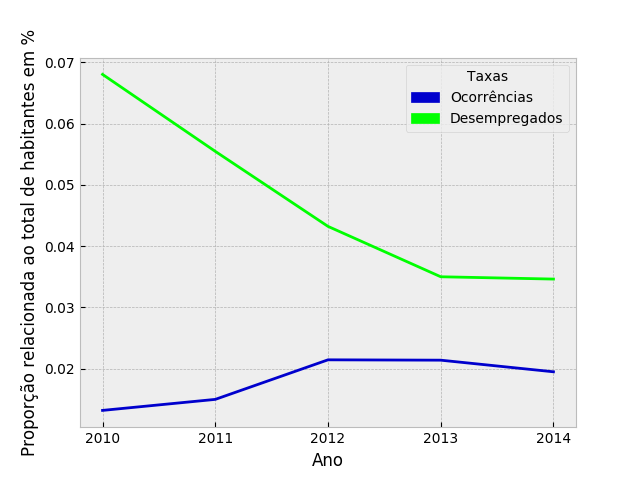 Proporção relacionada ao total de habitantes em %
0.07
0.06
0.05
0.04
0.03
0.02
Taxas
Ocorrências
Desempregados
2010 2011 2012 2013 2014
Ano